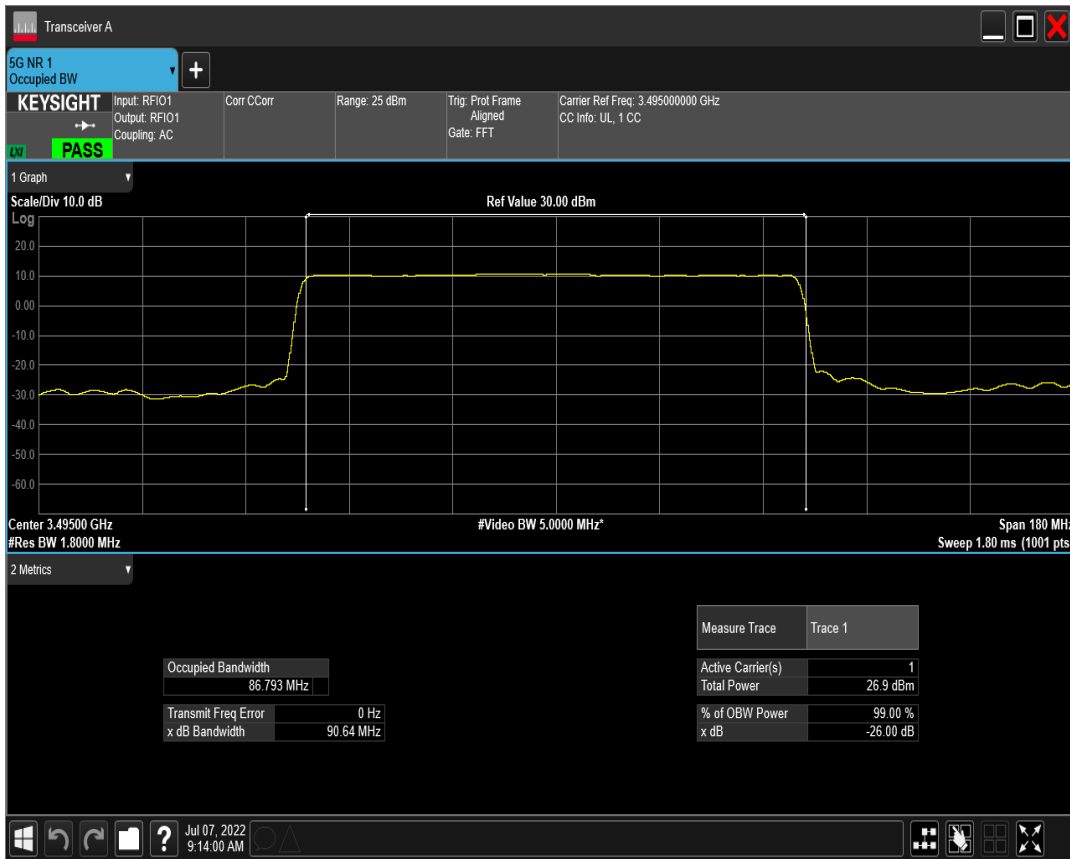 Transceiver A
5G NR 1
Occupied BW
+
KEYSIGHT
LXI
PASS
Input: RFIO1
Output: RFIO1
Coupling: AC
Corr CCorr
Range: 25 dBm
Trig: Prot Frame
Aligned
Gate: FFT
Carrier Ref Freq: 3.495000000 GHz
CC Info: UL, 1 CC
1 Graph
Scale/Div 10.0 dB
Ref Value 30.00 dBm
Log
20.0
10.0
0.00
-10.0
-20.0
-30.0
-40.0
-50.0
-60.0
Center 3.49500 GHz
#Video BW 5.0000 MHz*
Span 180 MHz
#Res BW 1.8000 MHz
Sweep 1.80 ms (1001 pts
2 Metrics
Measure Trace Trace 1
Occupied Bandwidth
86.793 MHz
Active Carrier(s) 1
Total Power 26.9 dBm
Transmit Freq Error 0 Hz
x dB Bandwidth 90.64 MHz
% of OBW Power 99.00 %
x dB -26.00 dB
?
Jul 07, 2022
9:14:00 AM